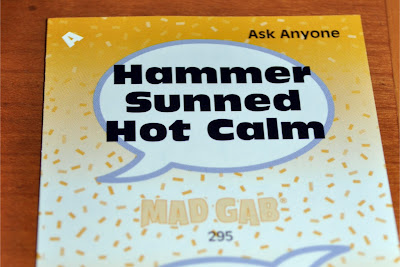 A
Ask Anyone
Hammer
Sunned
Hot Calm
MAD GAB®
295